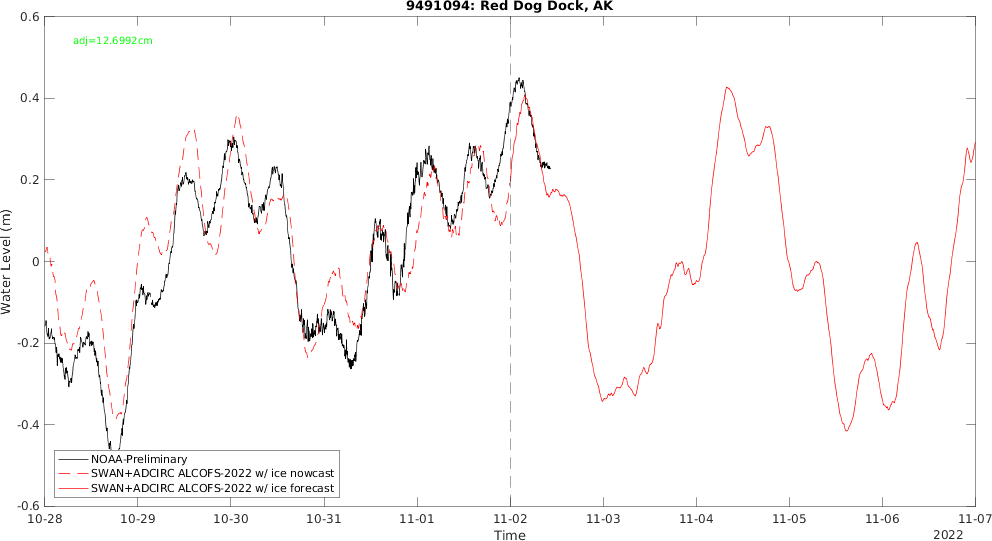 9491094: Red Dog Dock, AK
adj=12.6992cm
0.6
0.4
0.2
0
-0.2
-0.4
-0.6
Water Level (m)
NOAA-Preliminary
SWAN+ADCIRC ALCOFS-2022 w/ ice nowcast
SWAN+ADCIRC ALCOFS-2022 w/ ice forecast
10-28 10-29 10-30 10-31 11-01 11-02 11-03 11-04 11-05 11-06 11-07
Time
2022